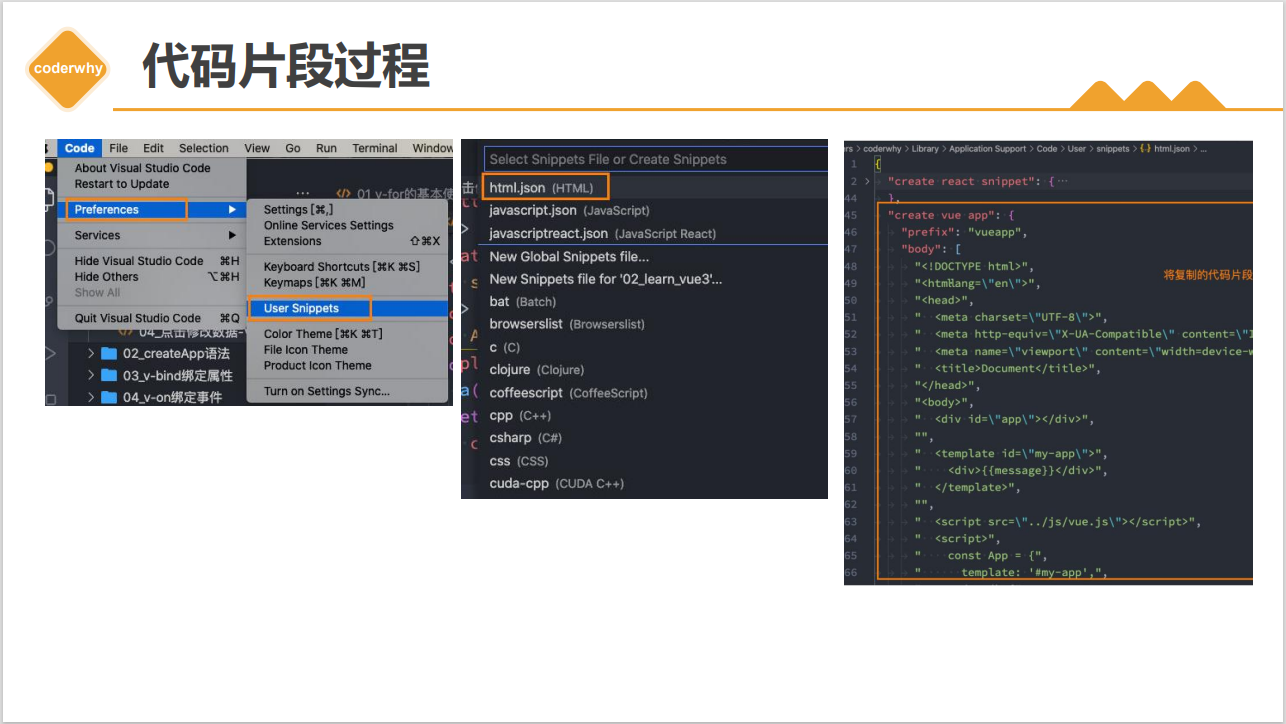 coderwhy
代码片段过程
Code File Edit Selection View Go Run Terminal Window
About Visual Studio Code
Restart to Update
Preferences
Services
Hide Visual Studio Code ⌘H
Hide Others ⌥⌘H
Show All
Quit Visual Studio Code ⌘Q
... 01_v-for的基本使
Settings [⌘,]
Online Services Settings
Extensions ⇧⌘X
Keyboard Shortcuts [⌘K ⌘S]
Keymaps [⌘K ⌘M]
User Snippets
Color Theme [⌘K ⌘T]
File Icon Theme
Product Icon Theme
Turn on Settings Sync...
04_点击修改数据-
02_createApp语法
03_v-bind绑定属性
04_v-on绑定事件
Select Snippets File or Create Snippets
html.json (HTML)
javascript.json (JavaScript)
javascriptreact.json (JavaScript React)
New Global Snippets file...
New Snippets file for '02_learn_vue3'...
bat (Batch)
browserslist (Browserslist)
c (C)
clojure (Clojure)
coffeescript (CoffeeScript)
cpp (C++)
csharp (C#)
css (CSS)
cuda-cpp (CUDA C++)
ers > coderwhy > Library > Application Support > Code > User > snippets > {} html.json > ...
1 {
2 > "create react snippet": { ...
44 },
45 "create vue app": {
46 "prefix": "vueapp",
47 "body": [
48 "<!DOCTYPE html>",
将复制的代码片段
49 "<html lang=\"en\">",
50 "<head>",
51 " <meta charset=\"UTF-8\">",
52 " <meta http-equiv=\"X-UA-Compatible\" content=\"I
53 " <meta name=\"viewport\" content=\"width=device-w
54 " <title>Document</title>",
55 "</head>",
56 "<body>",
57 " <div id=\"app\"></div>",
58 "",
59 " <template id=\"my-app\">",
60 " <div>{{message}}</div>",
61 " </template>",
62 "",
63 " <script src=\"../js/vue.js\"></script>",
64 " <script>",
65 " const App = {",
66 " template: '#my-app',",